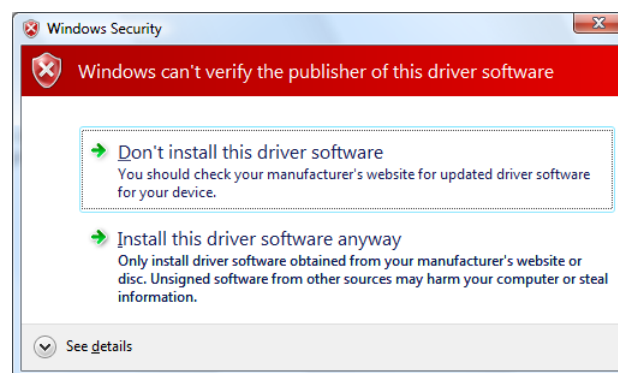 Windows Security
Windows can't verify the publisher of this driver software
Don't install this driver software
You should check your manufacturer's website for updated driver software
for your device.
Install this driver software anyway
Only install driver software obtained from your manufacturer's website or
disc. Unsigned software from other sources may harm your computer or steal
information.
See details